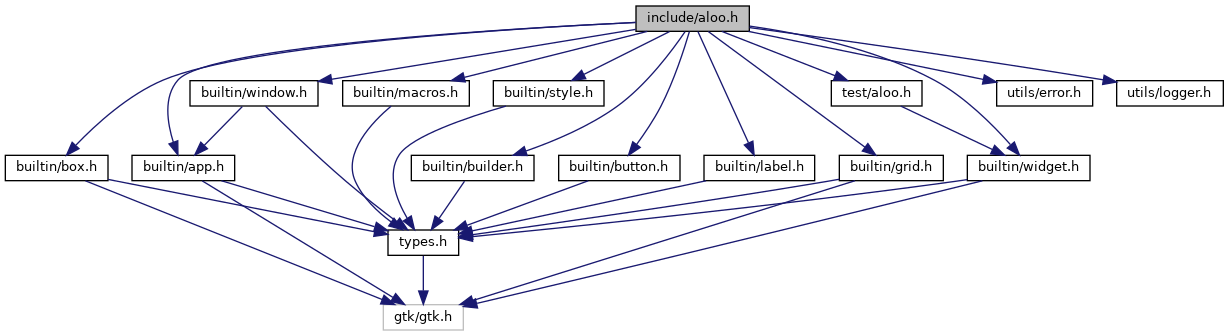 include/aloo.h
builtin/window.h
builtin/macros.h
builtin/style.h
test/aloo.h
utils/error.h
utils/logger.h
builtin/box.h
builtin/app.h
builtin/builder.h
builtin/button.h
builtin/label.h
builtin/grid.h
builtin/widget.h
types.h
gtk/gtk.h